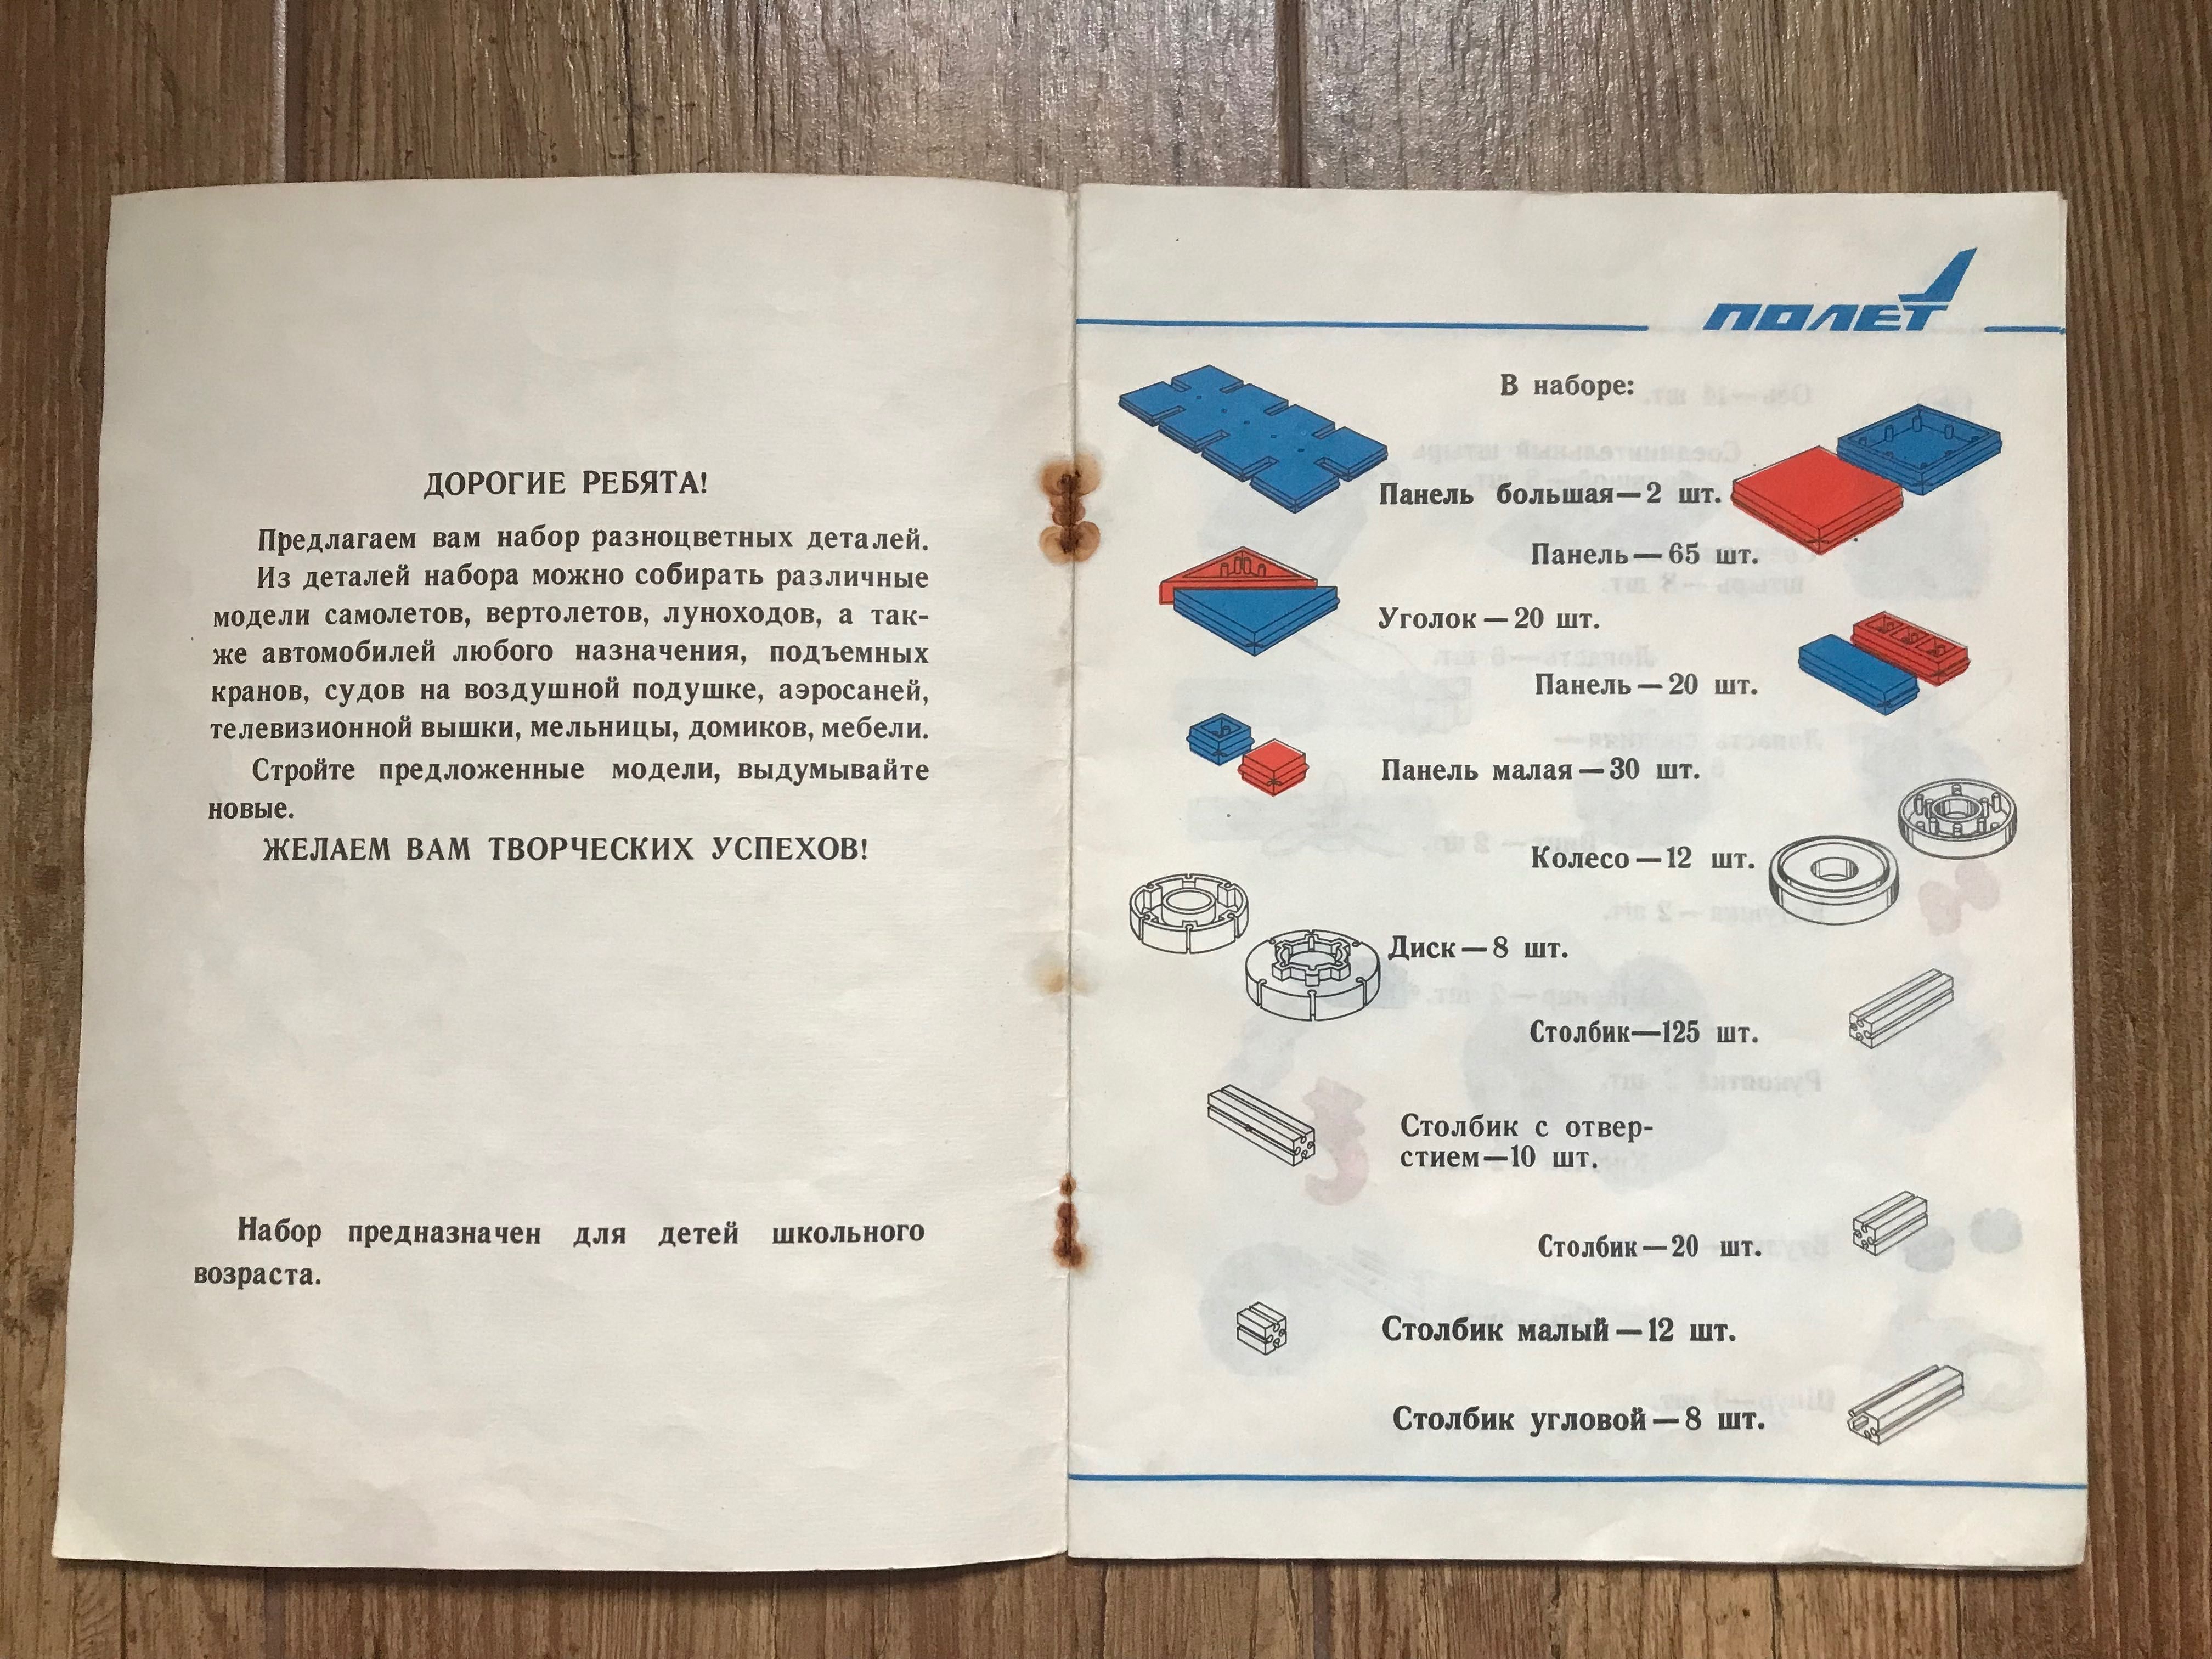 ДОРОГИЕ РЕБЯТА!
Предлагаем вам набор разноцветных деталей.
Из деталей набора можно собирать различные
модели самолетов, вертолетов, луноходов, а так-
же автомобилей любого назначения, подъемных
кранов, судов на воздушной подушке, аэросаней,
телевизионной вышки, мельницы, домиков, мебели.
Стройте предложенные модели, выдумывайте
новые.
ЖЕЛАЕМ ВАМ ТВОРЧЕСКИХ УСПЕХОВ!
Набор предназначен для детей школьного
возраста.
ПОЛЕТ
В наборе:
Панель большая—2 шт.
Панель—65 шт.
Уголок—20 шт.
Панель—20 шт.
Панель малая—30 шт.
Колесо—12 шт.
Диск—8 шт.
Столбик—125 шт.
Столбик с отвер-
стием—10 шт.
Столбик—20 шт.
Столбик малый—12 шт.
Столбик угловой—8 шт.